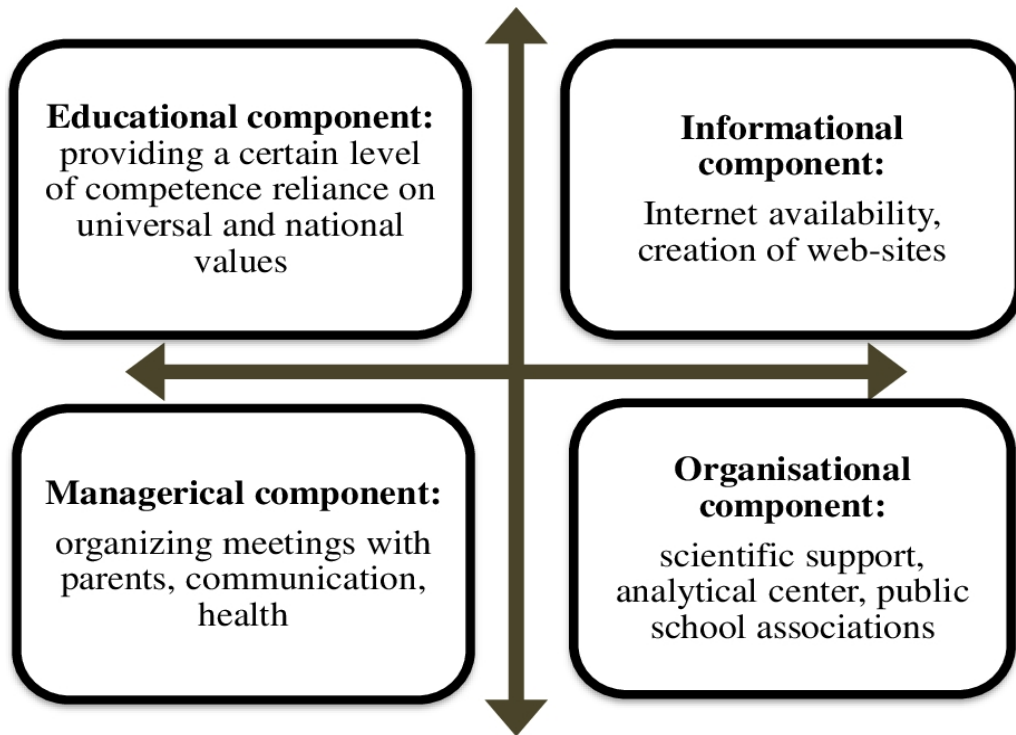 Educational component:
providing a certain level
of competence reliance on
universal and national
values
Informational
component:
Internet availability,
creation of web-sites
Managerical component:
organizing meetings with
parents, communication,
health
Organisational
component:
scientific support,
analytical center, public
school associations